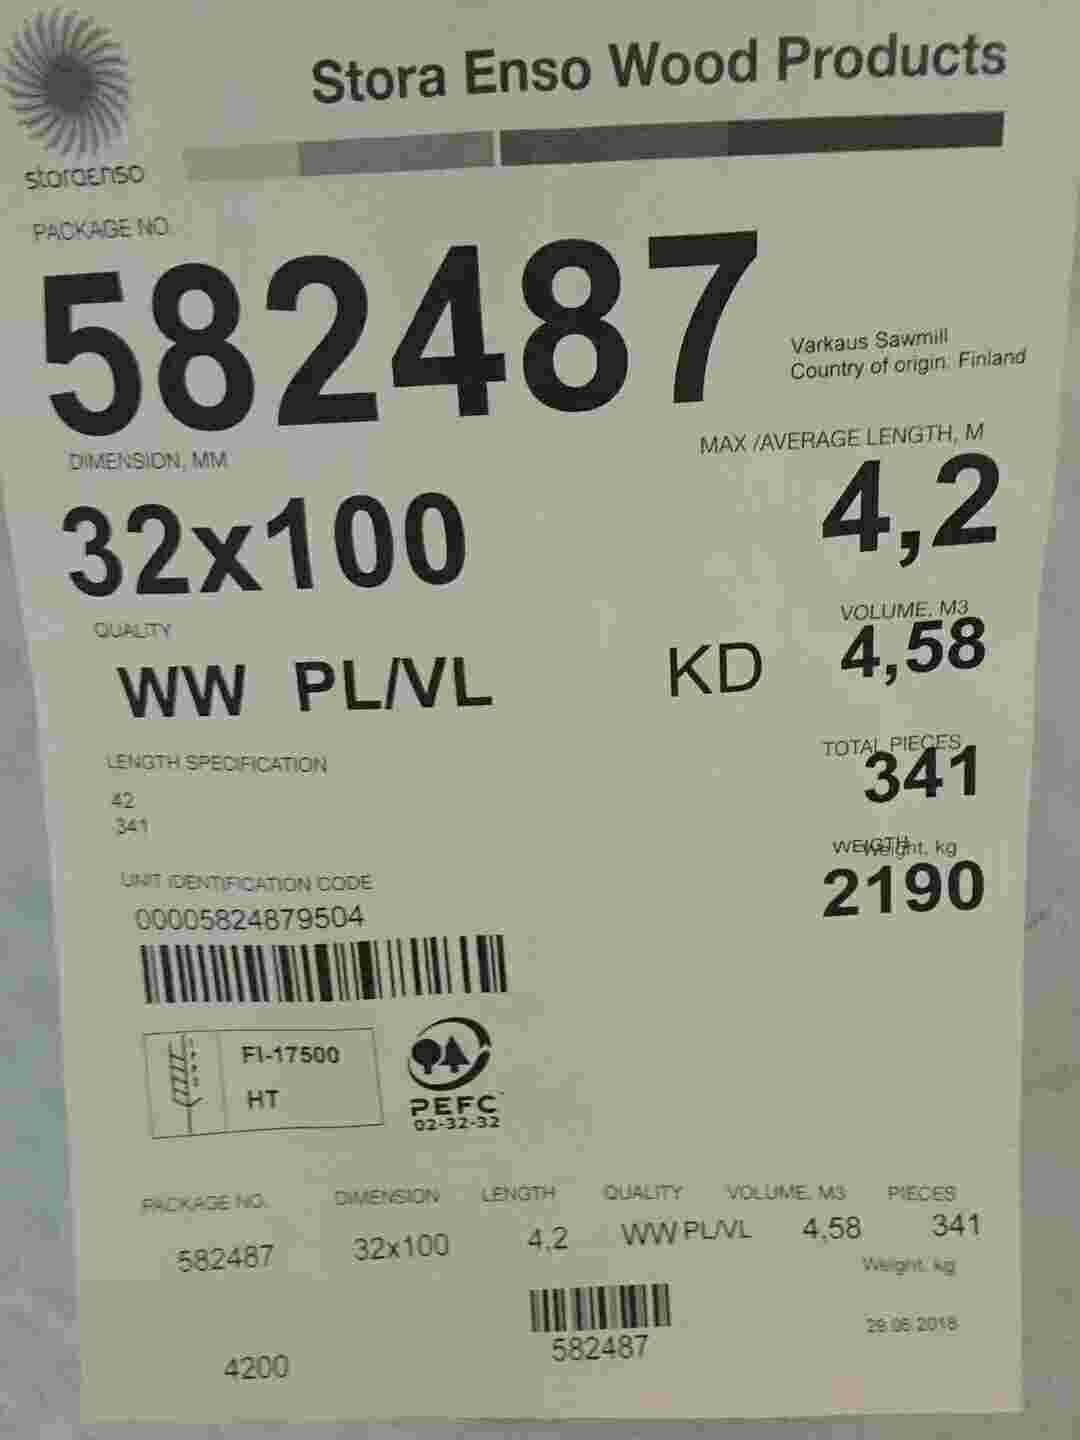 Stora Enso Wood Products
storaenso
PACKAGE NO.
582487
Varkaus Sawmill
Country of origin: Finland
DIMENSION, MM
MAX /AVERAGE LENGTH, M
32x100
4,2
QUALITY
VOLUME, M3
WW PL/VL
KD
4,58
LENGTH SPECIFICATION
TOTAL PIECES
341
42
341
WEIGTH
Weight, kg
2190
UNIT IDENTIFICATION CODE
00005824879504
FI-17500
HT
PEFC
02-32-32
PACKAGE NO. DIMENSION LENGTH QUALITY VOLUME, M3 PIECES
582487 32x100 4,2 WW PL/VL 4,58 341
Weight, kg
582487
4200